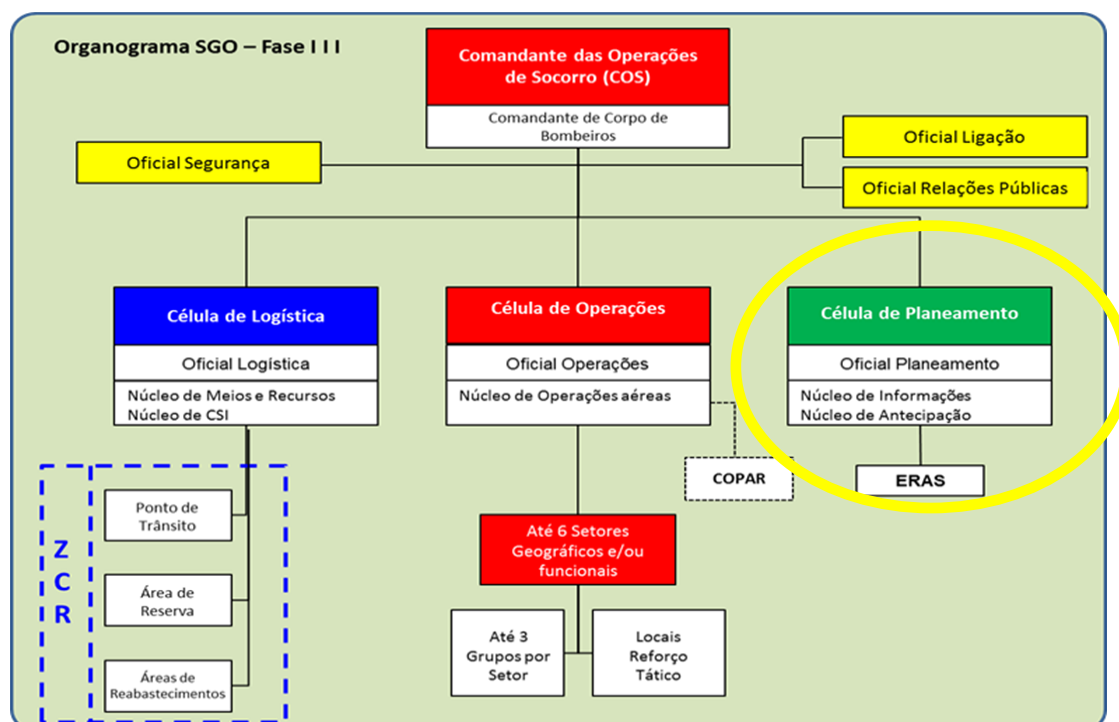 Organograma SGO – Fase I I I
Comandante das Operações
de Socorro (COS)
Comandante de Corpo de
Bombeiros
Oficial Segurança
Oficial Ligação
Oficial Relações Públicas
Célula de Logística
Oficial Logística
Núcleo de Meios e Recursos
Núcleo de CSI
Célula de Operações
Oficial Operações
Núcleo de Operações aéreas
Célula de Planeamento
Oficial Planeamento
Núcleo de Informações
Núcleo de Antecipação
COPAR
ERAS
Z
C
R
Ponto de
Trânsito
Área de
Reserva
Áreas de
Reabastecimentos
Até 6 Setores
Geográficos e/ou
funcionais
Até 3
Grupos por
Setor
Locais
Reforço
Tático